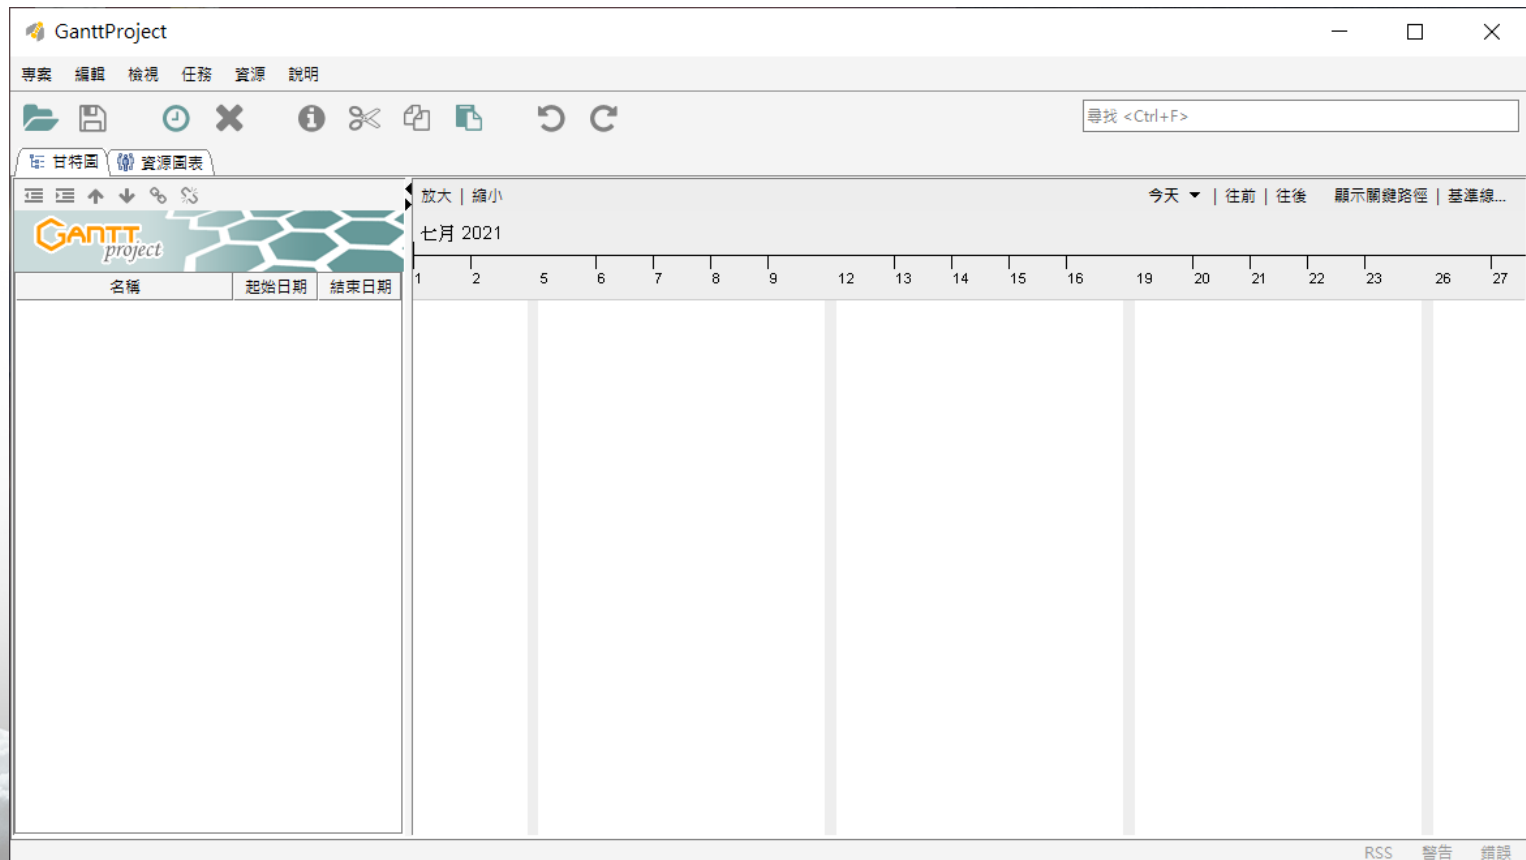 GanttProject
專案 編輯 檢視 任務 資源 說明
尋找 <Ctrl+F>
甘特圖 資源圖表
放大 | 縮小 今天 | 往前 | 往後 顯示關鍵路徑 | 基準線...
GANTT project
七月 2021
名稱 起始日期 結束日期
1 2 5 6 7 8 9 12 13 14 15 16 19 20 21 22 23 26 27
RSS 警告 錯誤